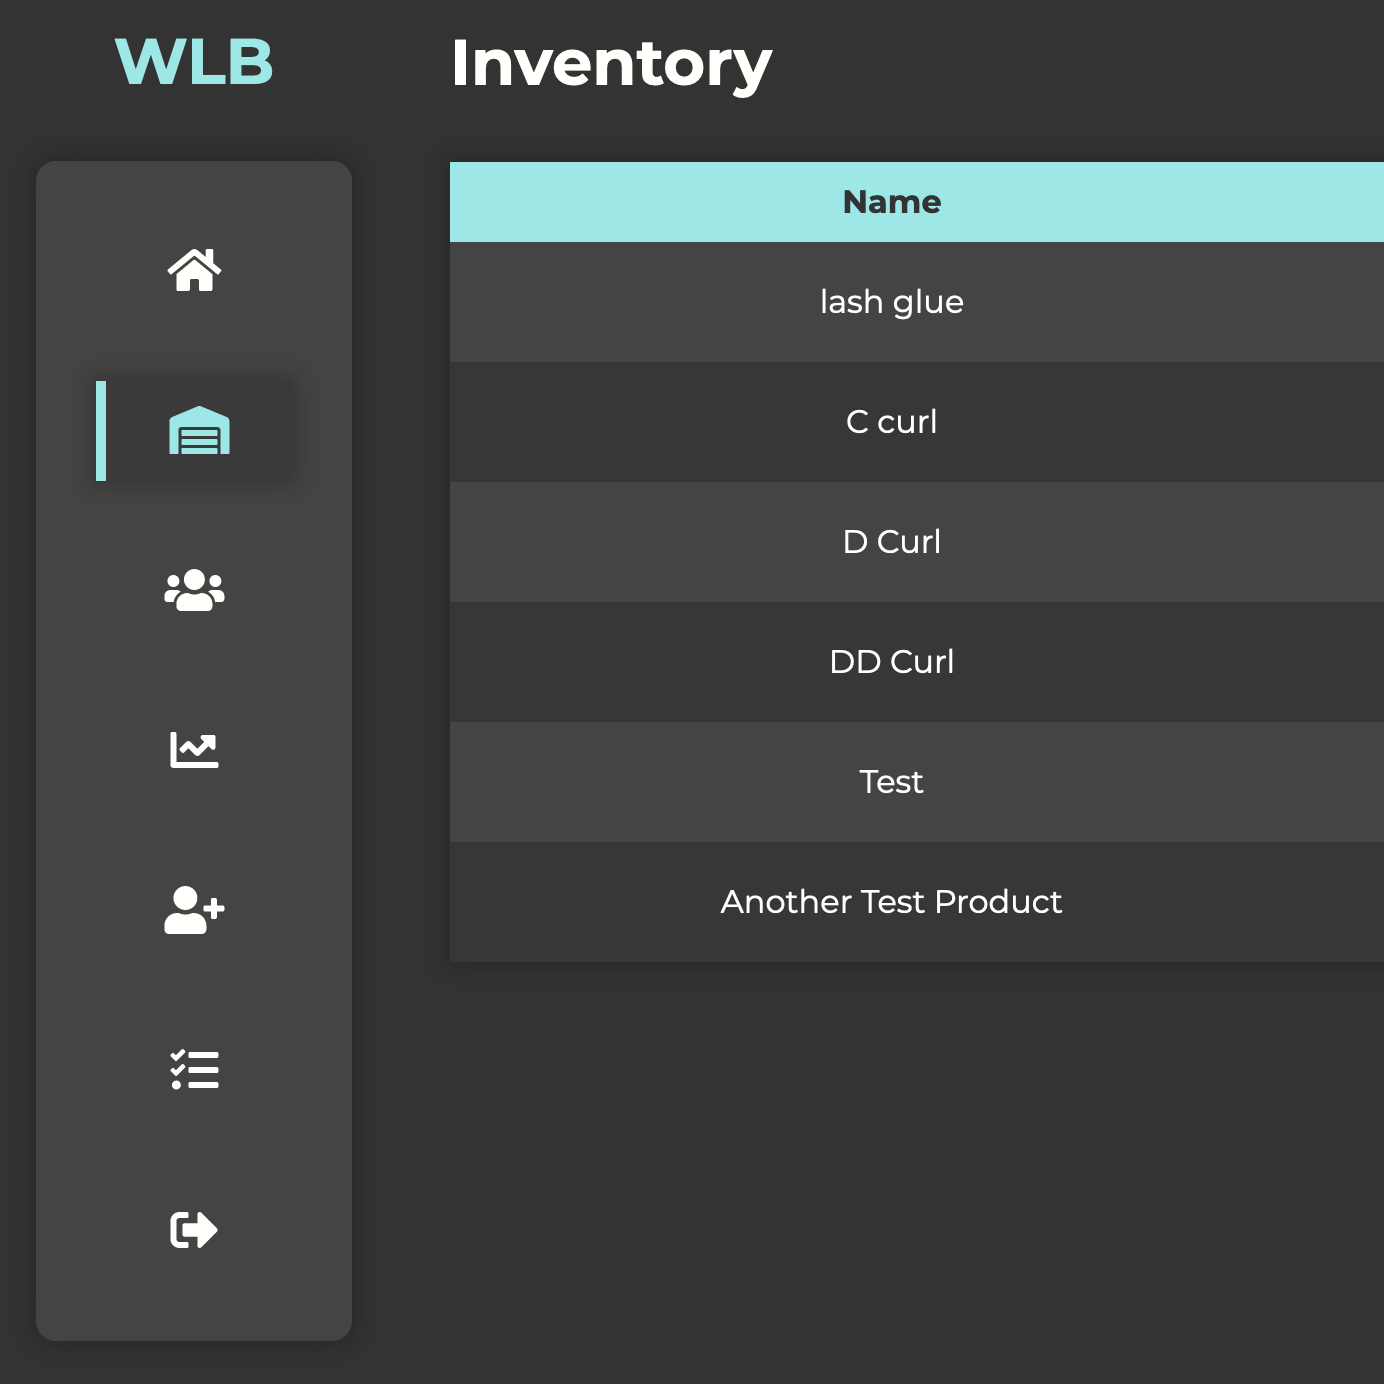 WLB
Inventory
Name
lash glue
C curl
D Curl
DD Curl
Test
Another Test Product